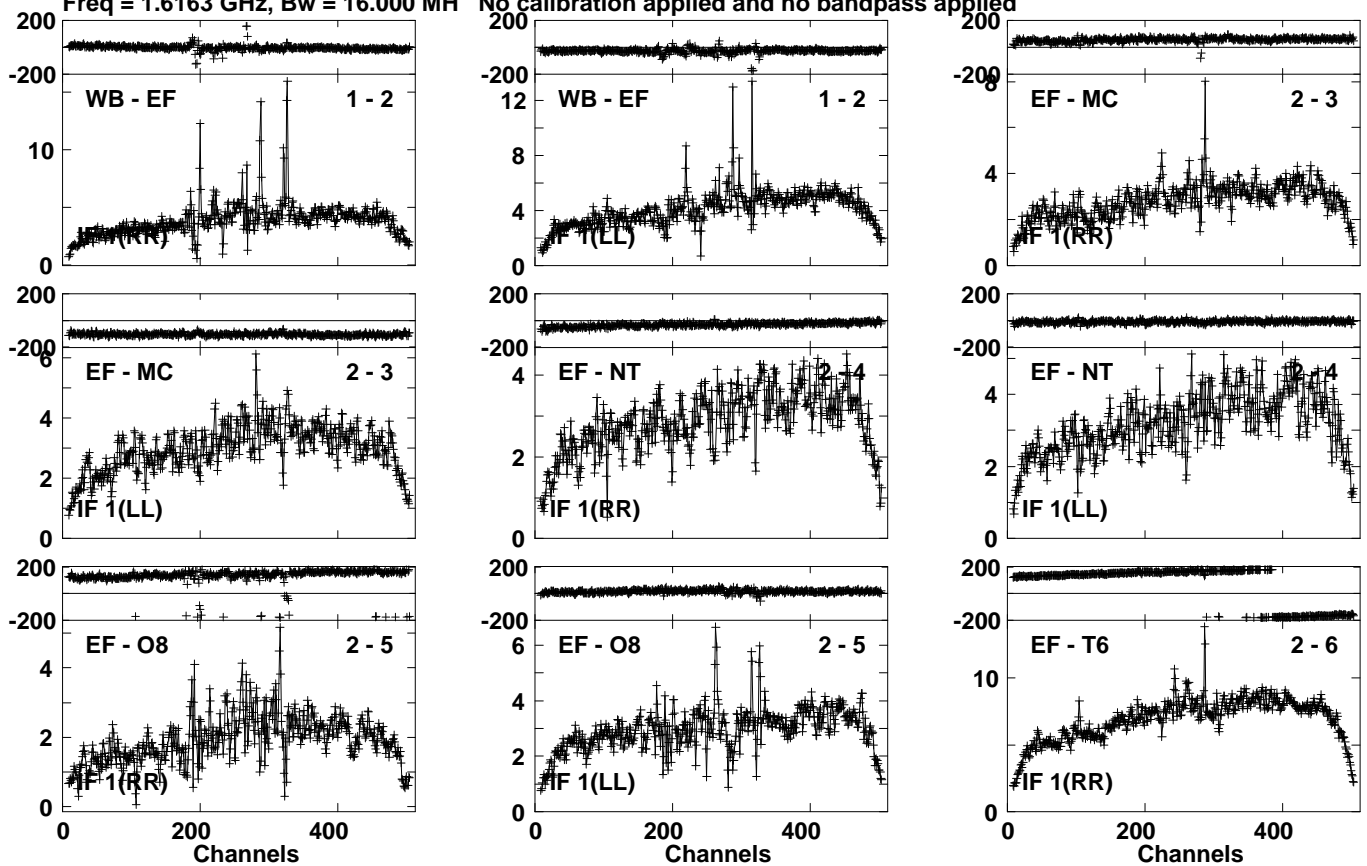 Freq = 1.6163 GHz, Bw = 16.000 MH No calibration applied and no bandpass applied
200
-200
WB - EF 1 - 2
10
IF 1(RR)
0
WB - EF 1 - 2
12
8
4
IF 1(LL)
0
200
-200
8
EF - MC 2 - 3
4
IF 1(RR)
0
200
-200
6
EF - MC 2 - 3
4
2
IF 1(LL)
0
200
-200
EF - NT 2 - 4
4
2
IF 1(RR)
0
200
-200
EF - NT 2 - 4
4
2
IF 1(LL)
0
200
-200
EF - O8 2 - 5
4
2
IF 1(RR)
0
200
-200
EF - O8 2 - 5
6
4
2
IF 1(LL)
0
200
-200
EF - T6 2 - 6
10
IF 1(RR)
0
0 200 400
Channels
0 200 400
Channels
0 200 400
Channels